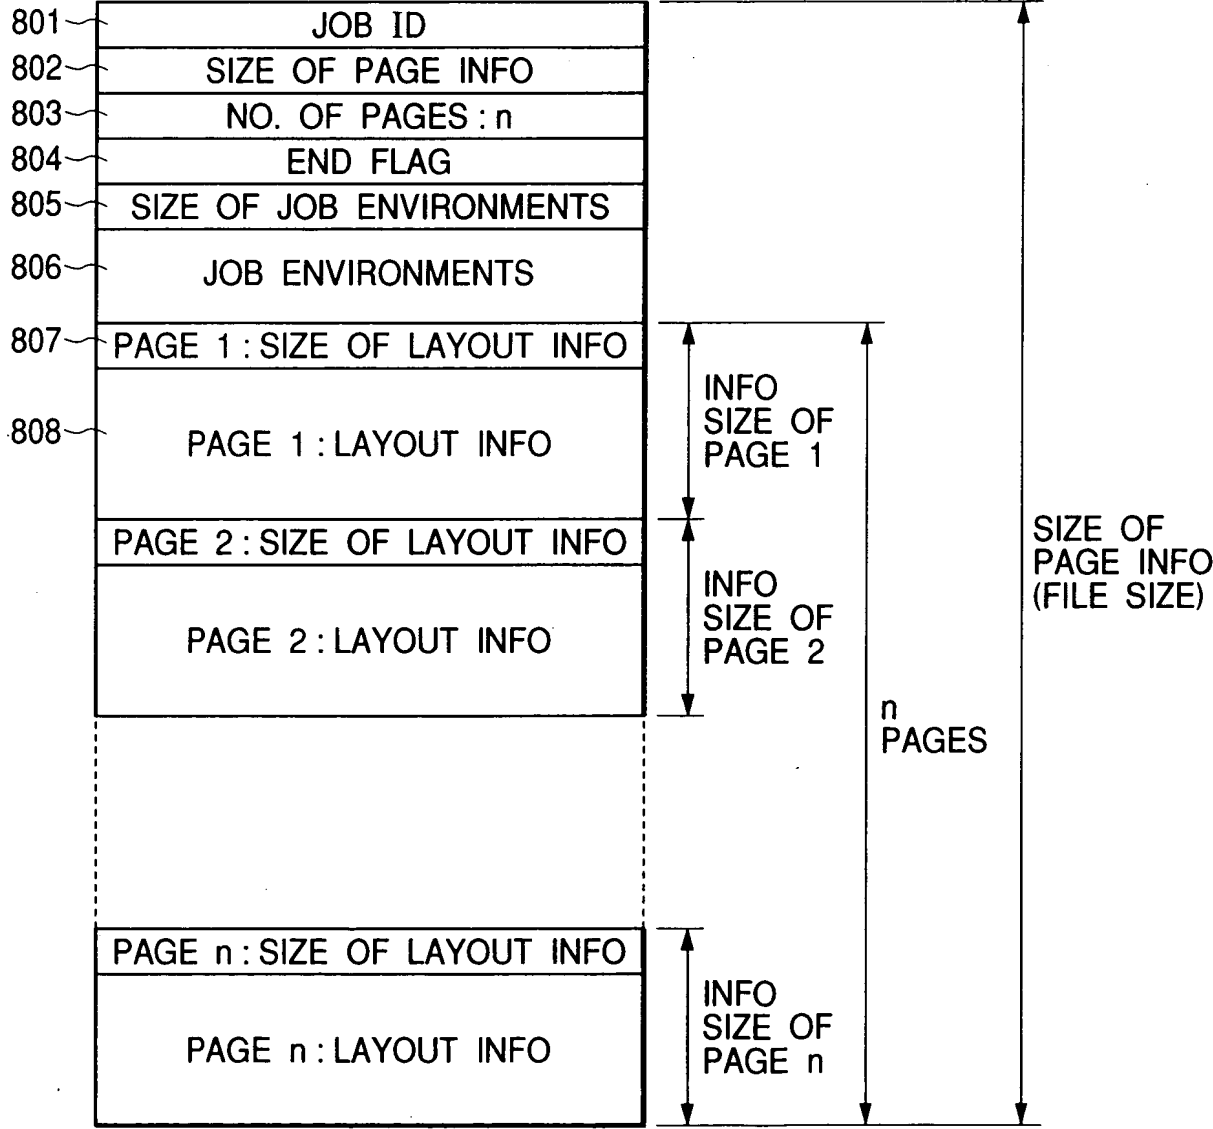 801 JOB ID
802 SIZE OF PAGE INFO
803 NO. OF PAGES : n
804 END FLAG
805 SIZE OF JOB ENVIRONMENTS
806 JOB ENVIRONMENTS
807 PAGE 1 : SIZE OF LAYOUT INFO
808 PAGE 1 : LAYOUT INFO
INFO
SIZE OF
PAGE 1
PAGE 2 : SIZE OF LAYOUT INFO
PAGE 2 : LAYOUT INFO
INFO
SIZE OF
PAGE 2
SIZE OF
PAGE INFO
(FILE SIZE)
n
PAGES
PAGE n : SIZE OF LAYOUT INFO
PAGE n : LAYOUT INFO
INFO
SIZE OF
PAGE n